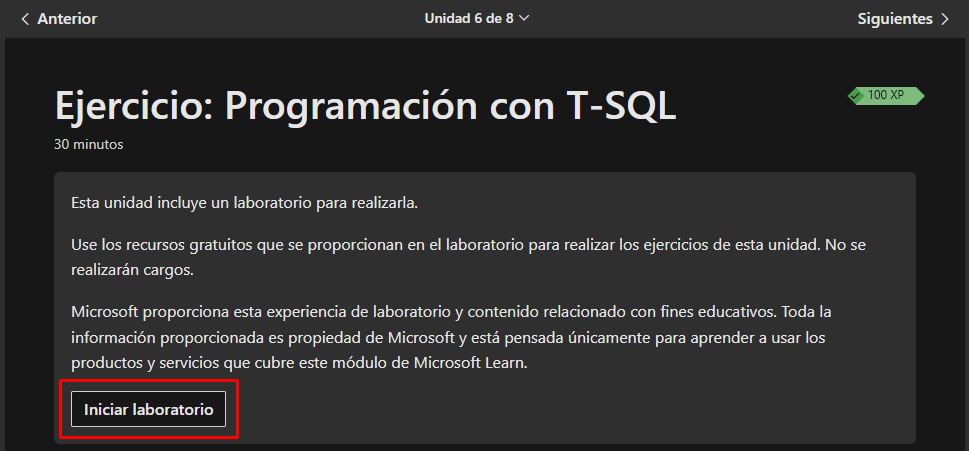 Anterior
Unidad 6 de 8
Siguientes
Ejercicio: Programación con T-SQL
100 XP
30 minutos
Esta unidad incluye un laboratorio para realizarla.
Use los recursos gratuitos que se proporcionan en el laboratorio para realizar los ejercicios de esta unidad. No se
realizarán cargos.
Microsoft proporciona esta experiencia de laboratorio y contenido relacionado con fines educativos. Toda la
información proporcionada es propiedad de Microsoft y está pensada únicamente para aprender a usar los
productos y servicios que cubre este módulo de Microsoft Learn.
Iniciar laboratorio